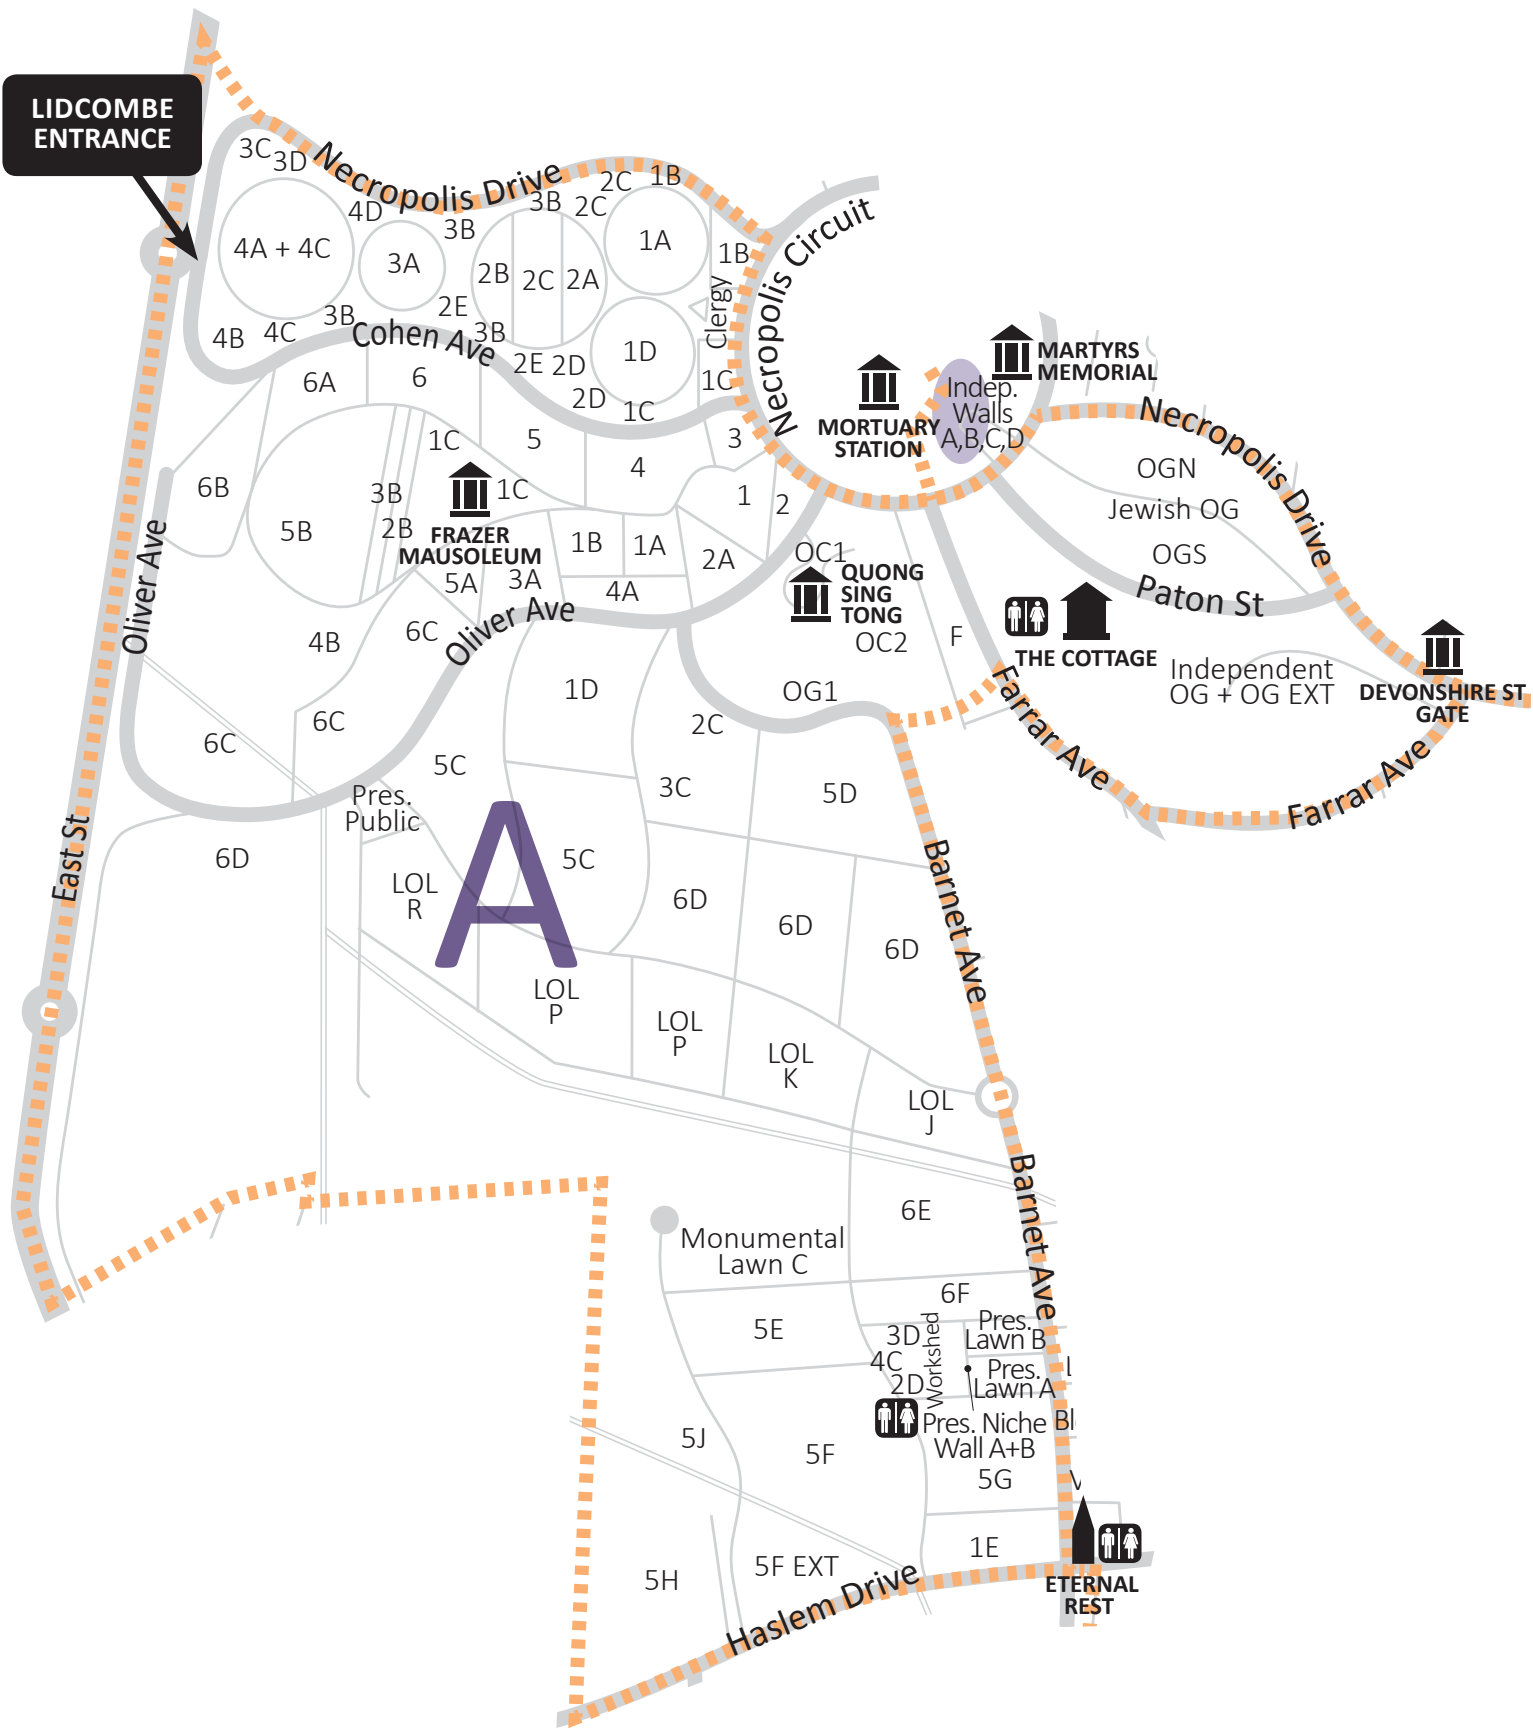 LIDCOMBE
ENTRANCE
3C
3D
Necropolis Drive
4D
3B
3B
2C
2C
1B
4A + 4C
3A
2B
2C
2A
1A
1B
Clergy
Necropolis Circuit
4B
4C
3B
2E
Cohen Ave
3B
2E
2D
2D
1D
1C
1C
6A
6
5
4
3
1
2
MORTUARY
STATION
Indep.
Walls
A,B,C,D
MARTYRS
MEMORIAL
Necropolis Drive
OGN
Jewish OG
OGS
Paton St
6B
5B
3B
2B
1C
1C
FRAZER
MAUSOLEUM
5A
3A
1B
1A
4A
2A
OC1
QUONG
SING
TONG
OC2
F
THE COTTAGE
Independent
OG + OG EXT
DEVONSHIRE ST
GATE
Farrar Ave
Farrar Ave
Oliver Ave
4B
6C
Oliver Ave
6C
6C
1D
OG1
2C
5C
3C
5D
Pres.
Public
East St
6D
LOL
R
A
5C
6D
6D
6D
Barnet Ave
LOL
P
LOL
P
LOL
K
LOL
J
Barnet Ave
6E
Monumental
Lawn C
6F
5E
3D
4C
2D
Workshed
Pres.
Lawn B
Pres.
Lawn A
Pres. Niche
Wall A+B
Bl
5J
5F
5G
5H
5F EXT
1E
Haslem Drive
ETERNAL
REST